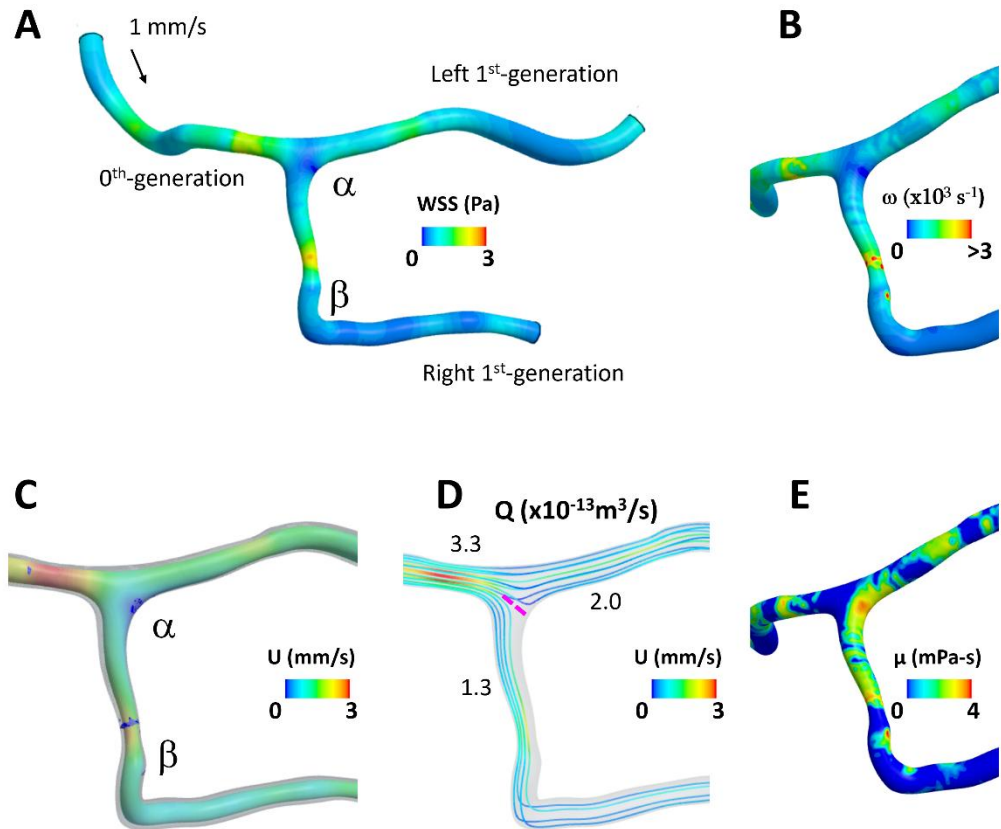 A
1 mm/s
Left 1st-generation
0th-generation
α
WSS (Pa)
0 3
β
Right 1st-generation
B
ω (x10³ s⁻¹)
0 >3
C
α
U (mm/s)
0 3
β
D
Q (x10⁻¹³m³/s)
3.3
2.0
1.3
U (mm/s)
0 3
E
μ (mPa-s)
0 4